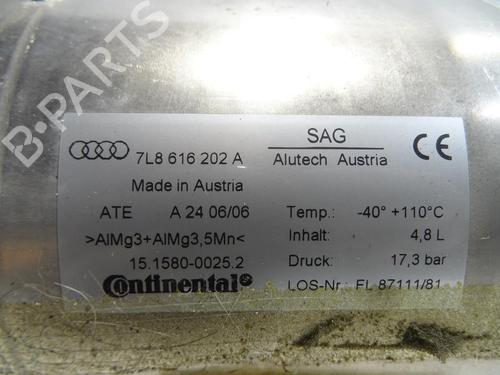 B-PARTS
7L8 616 202 A
Made in Austria
ATE A 24 06/06
>AlMg3+AlMg3,5Mn<
15.1580-0025.2
Continental®
SAG
Alutech Austria
CE
Temp.: -40° +110°C
Inhalt: 4,8 L
Druck: 17,3 bar
LOS-Nr.: FL 87111/81